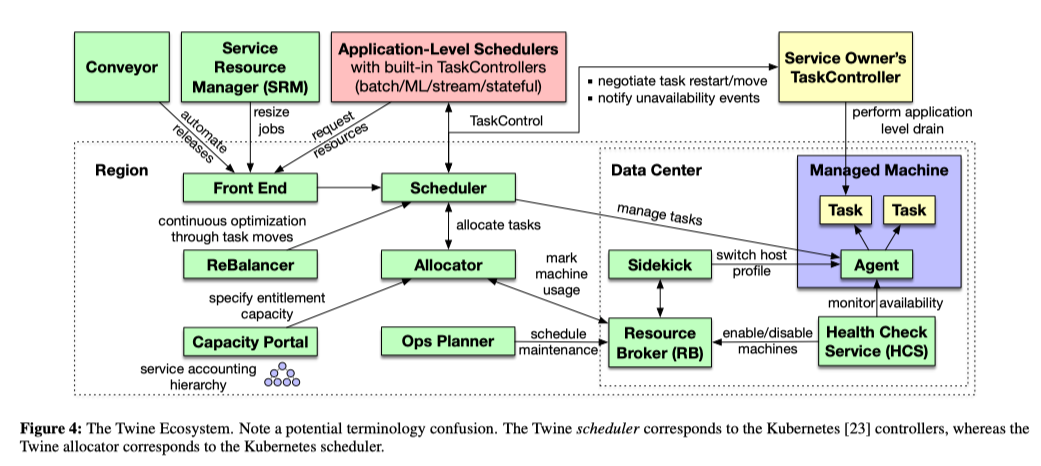 Conveyor
Service
Resource
Manager (SRM)
Application-Level Schedulers
with built-in TaskControllers
(batch/ML/stream/stateful)
▪ negotiate task restart/move
▪ notify unavailability events
Service Owner's
TaskController
automate
releases
resize
jobs
request
resources
TaskControl
perform application
level drain
Region
Front End
Scheduler
Data Center
Managed Machine
Task
Task
manage tasks
continuous optimization
through task moves
allocate tasks
ReBalancer
Allocator
mark
machine
usage
Sidekick
switch host
profile
Agent
specify entitlement
capacity
monitor availability
Capacity Portal
Ops Planner
schedule
maintenance
Resource
Broker (RB)
enable/disable
machines
Health Check
Service (HCS)
service accounting
hierarchy
Figure 4: The Twine Ecosystem. Note a potential terminology confusion. The Twine scheduler corresponds to the Kubernetes [23] controllers, whereas the
Twine allocator corresponds to the Kubernetes scheduler.